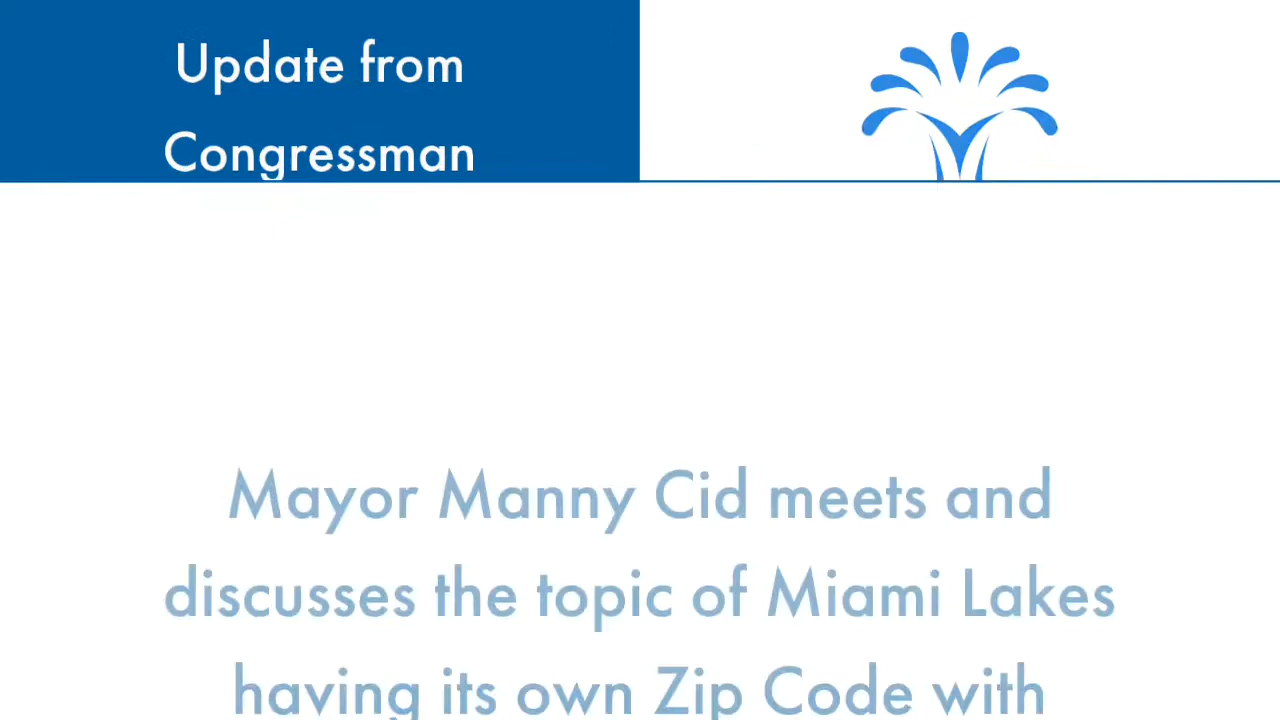 Update from
Congressman
Mayor Manny Cid meets and
discusses the topic of Miami Lakes
having its own Zip Code with